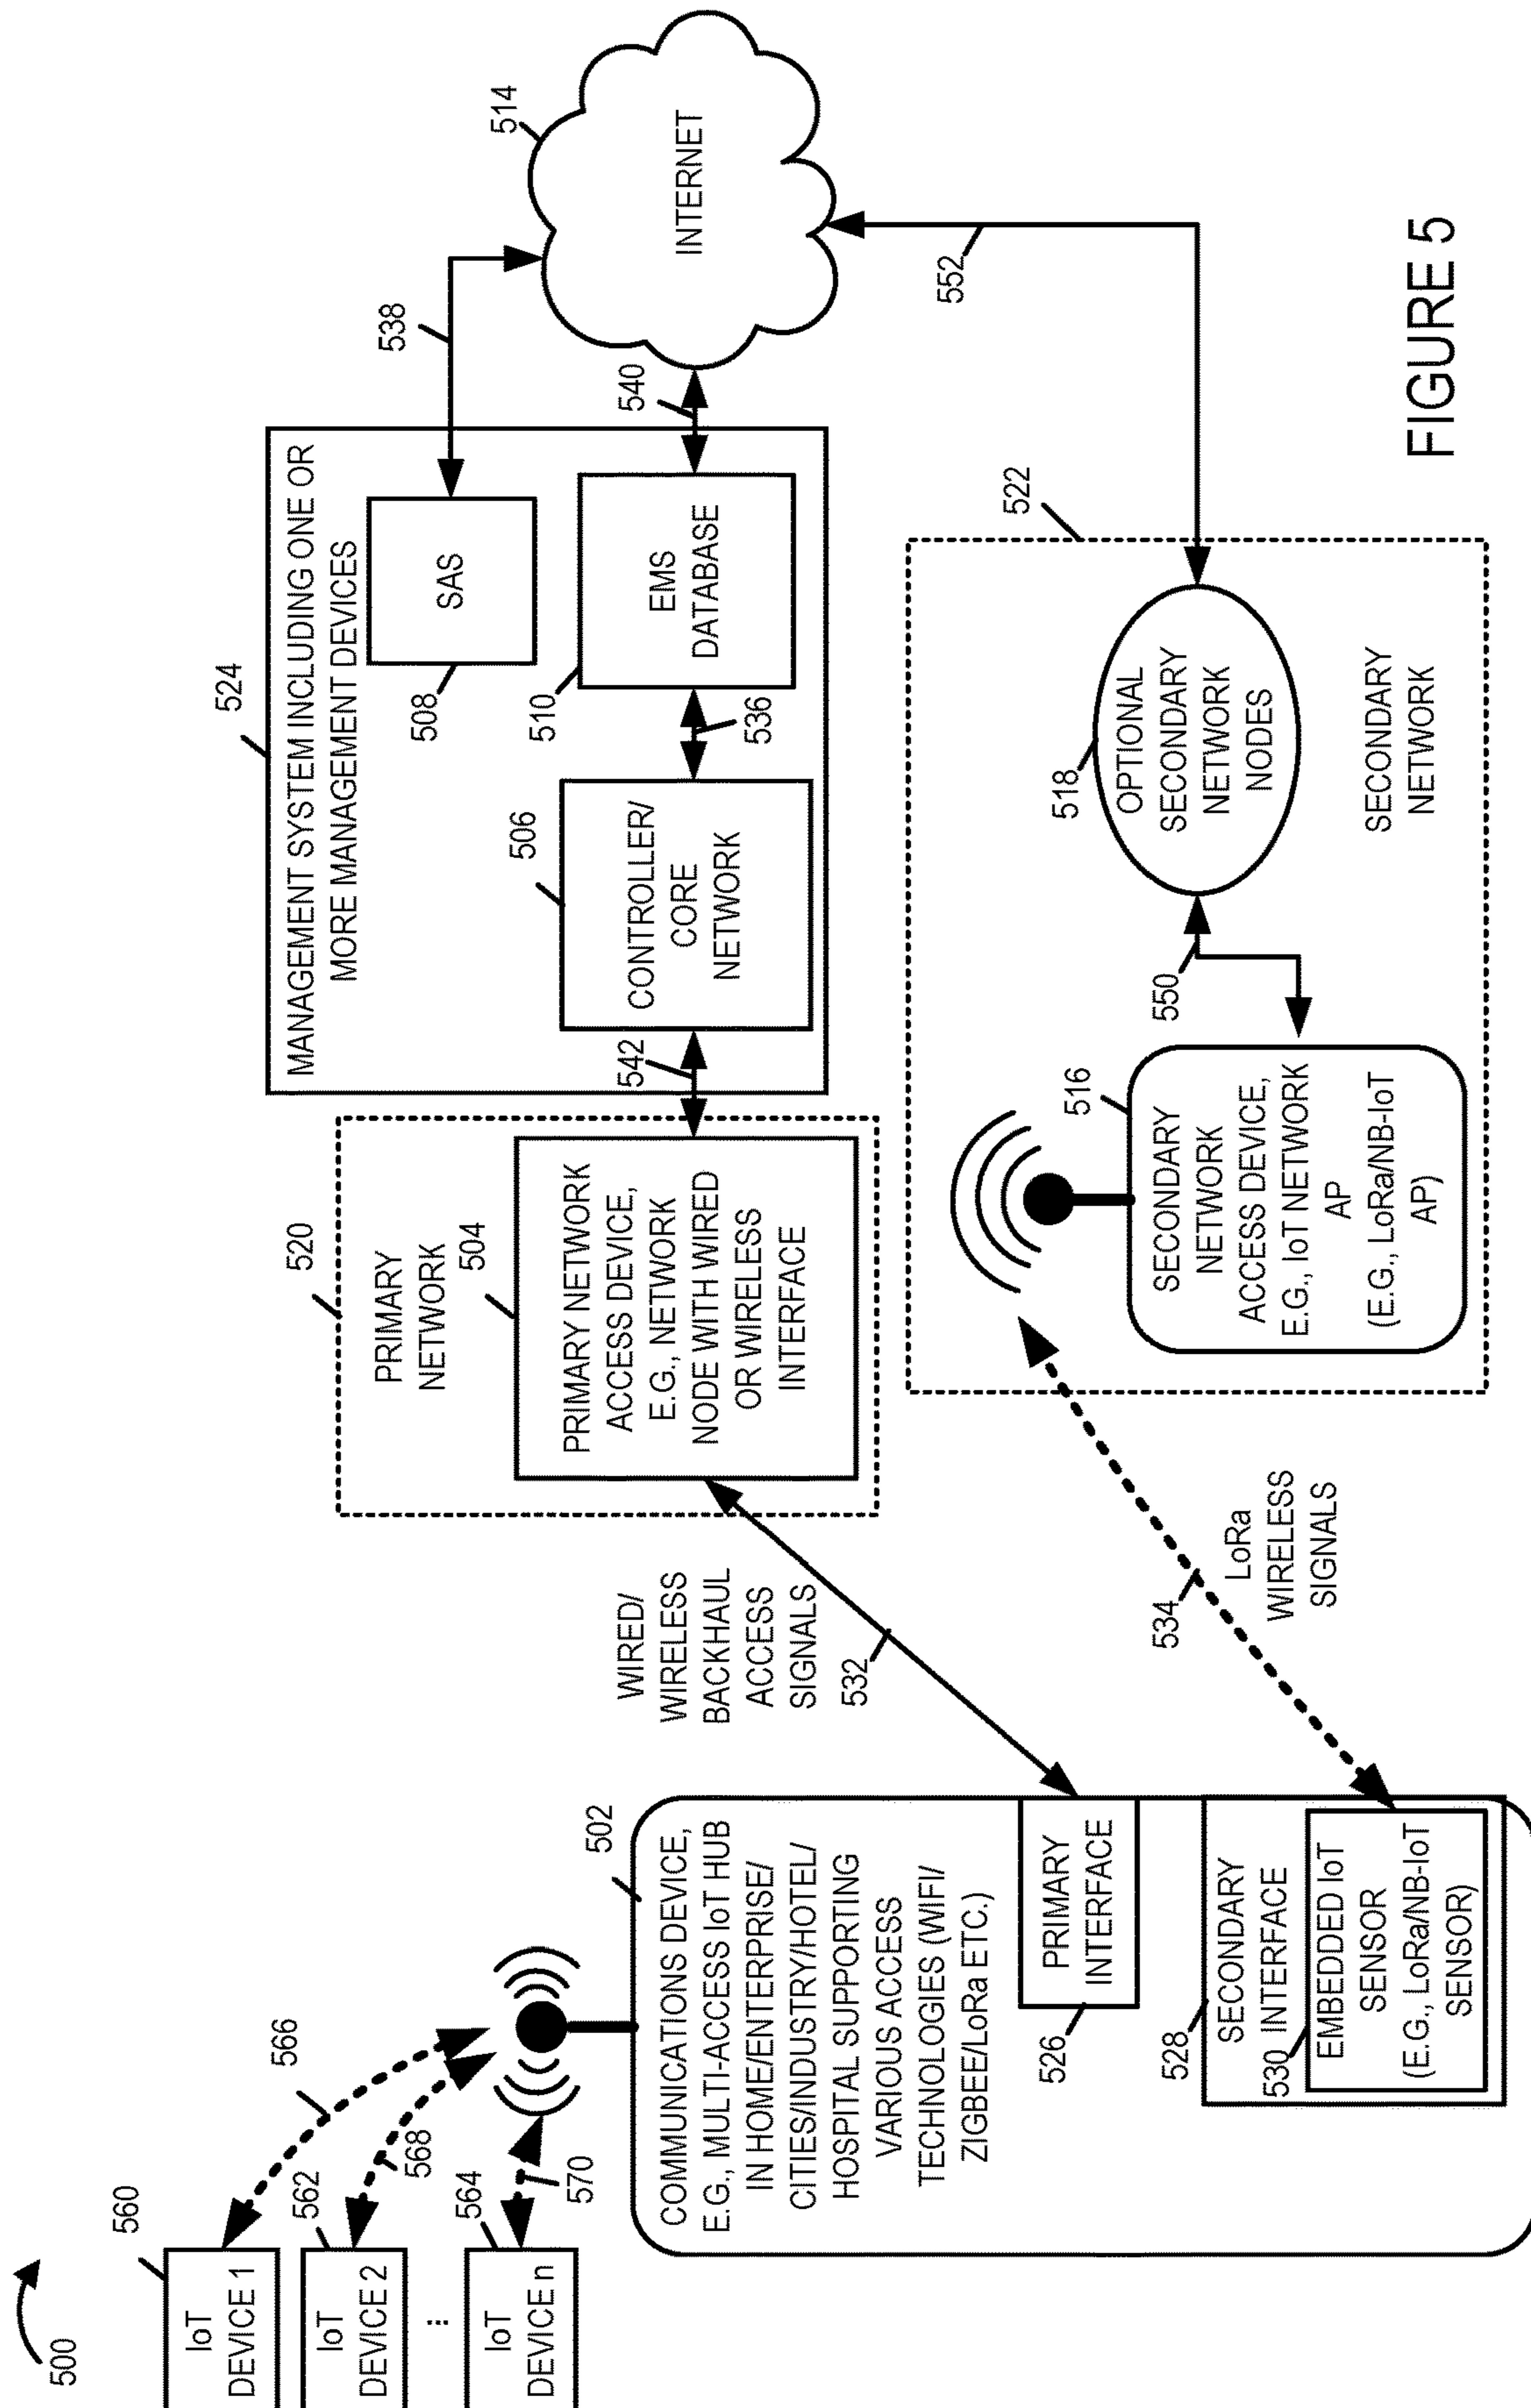 500
IoT
DEVICE 1
560
IoT
DEVICE 2
562
...
IoT
DEVICE n
564
566
568
570
COMMUNICATIONS DEVICE,
E.G., MULTI-ACCESS IoT HUB
IN HOME/ENTERPRISE/
CITIES/INDUSTRY/HOTEL/
HOSPITAL SUPPORTING
VARIOUS ACCESS
TECHNOLOGIES (WIFI/
ZIGBEE/LoRa ETC.)
502
PRIMARY
INTERFACE
526
SECONDARY
INTERFACE
528
530
EMBEDDED IoT
SENSOR
(E.G., LoRa/NB-IoT
SENSOR)
WIRED/
WIRELESS
BACKHAUL
ACCESS
SIGNALS
532
534
LoRa
WIRELESS
SIGNALS
520
PRIMARY
NETWORK
504
PRIMARY NETWORK
ACCESS DEVICE,
E.G., NETWORK
NODE WITH WIRED
OR WIRELESS
INTERFACE
542
524
MANAGEMENT SYSTEM INCLUDING ONE OR
MORE MANAGEMENT DEVICES
506
CONTROLLER/
CORE
NETWORK
536
508
SAS
510
EMS
DATABASE
538
540
514
INTERNET
552
516
SECONDARY
NETWORK
ACCESS DEVICE,
E.G., IoT NETWORK
AP
(E.G., LoRa/NB-IoT
AP)
550
518
OPTIONAL
SECONDARY
NETWORK
NODES
522
SECONDARY
NETWORK
FIGURE 5